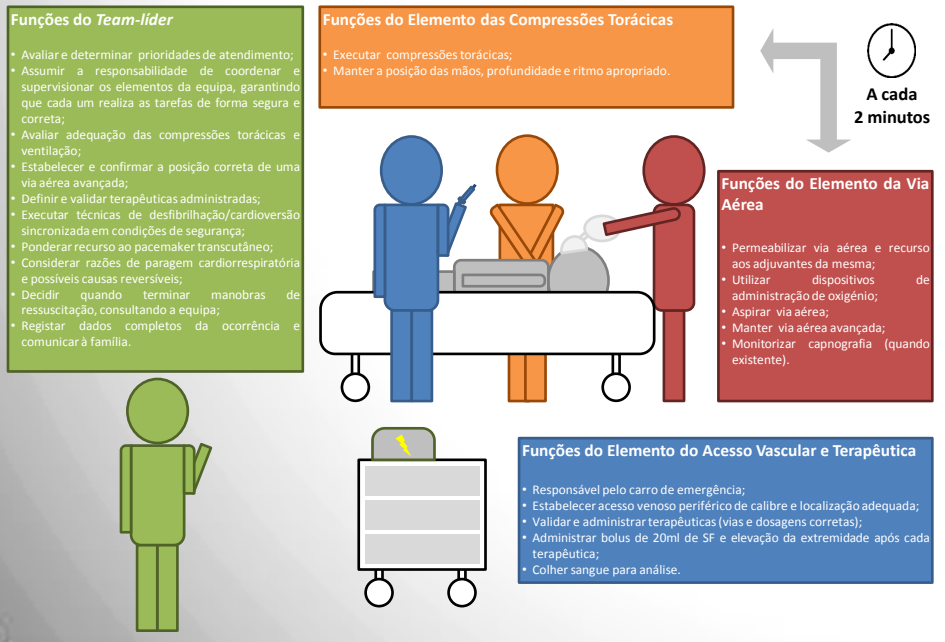 Funções do Team-líder
• Avaliar e determinar prioridades de atendimento;
• Assumir a responsabilidade de coordenar e
supervisionar os elementos da equipa, garantindo
que cada um realiza as tarefas de forma segura e
correta;
• Avaliar adequação das compressões torácicas e
ventilação;
• Estabelecer e confirmar a posição correta de uma
via aérea avançada;
• Definir e validar terapêuticas administradas;
• Executar técnicas de desfibrilhação/cardioversão
sincronizada em condições de segurança;
• Ponderar recurso ao pacemaker transcutâneo;
• Considerar razões de paragem cardiorrespiratória
e possíveis causas reversíveis;
• Decidir quando terminar manobras de
ressuscitação, consultando a equipa;
• Registar dados completos da ocorrência e
comunicar à família.
Funções do Elemento das Compressões Torácicas
• Executar compressões torácicas;
• Manter a posição das mãos, profundidade e ritmo apropriado.
A cada
2 minutos
Funções do Elemento da Via
Aérea
• Permeabilizar via aérea e recurso
aos adjuvantes da mesma;
• Utilizar dispositivos de
administração de oxigénio;
• Aspirar via aérea;
• Manter via aérea avançada;
• Monitorizar capnografia (quando
existente).
Funções do Elemento do Acesso Vascular e Terapêutica
• Responsável pelo carro de emergência;
• Estabelecer acesso venoso periférico de calibre e localização adequada;
• Validar e administrar terapêuticas (vias e dosagens corretas);
• Administrar bolus de 20ml de SF e elevação da extremidade após cada
terapêutica;
• Colher sangue para análise.